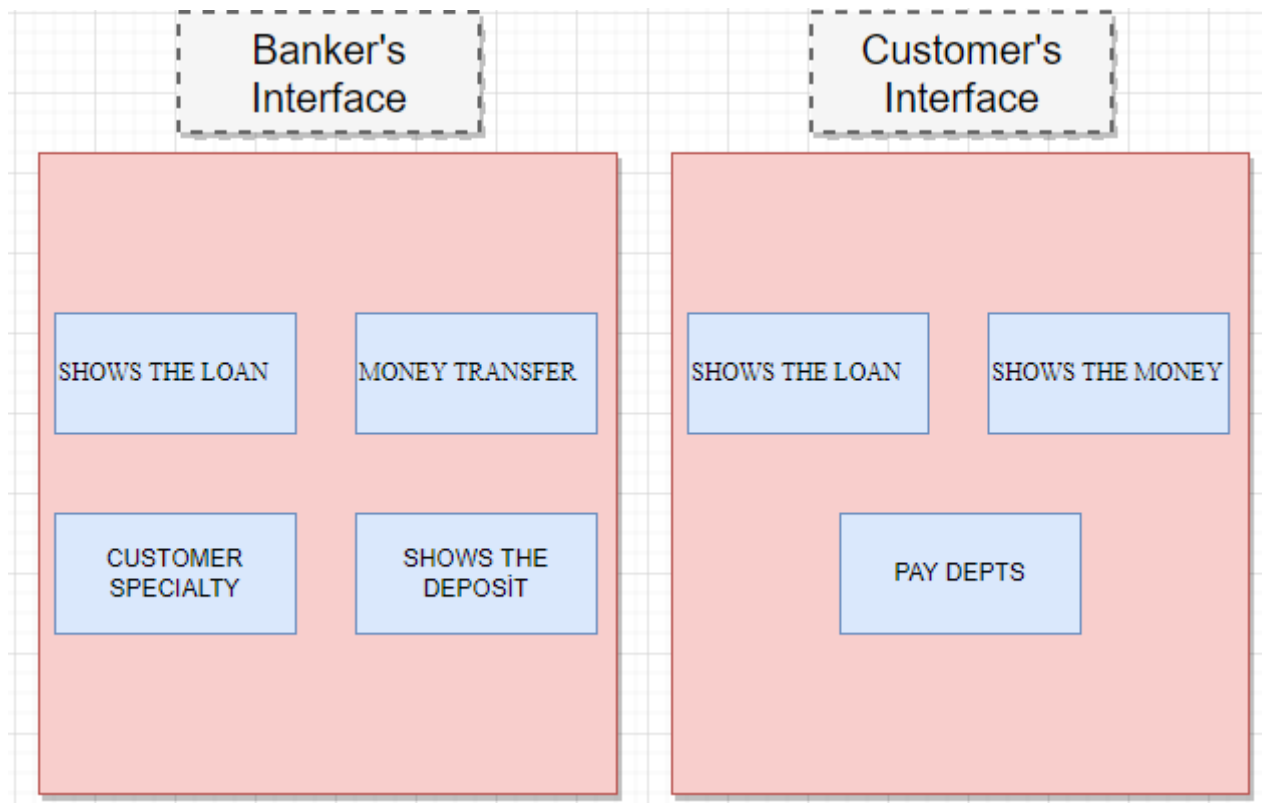 Banker's
Interface
Customer's
Interface
SHOWS THE LOAN
MONEY TRANSFER
SHOWS THE LOAN
SHOWS THE MONEY
CUSTOMER
SPECIALTY
SHOWS THE
DEPOSİT
PAY DEPTS